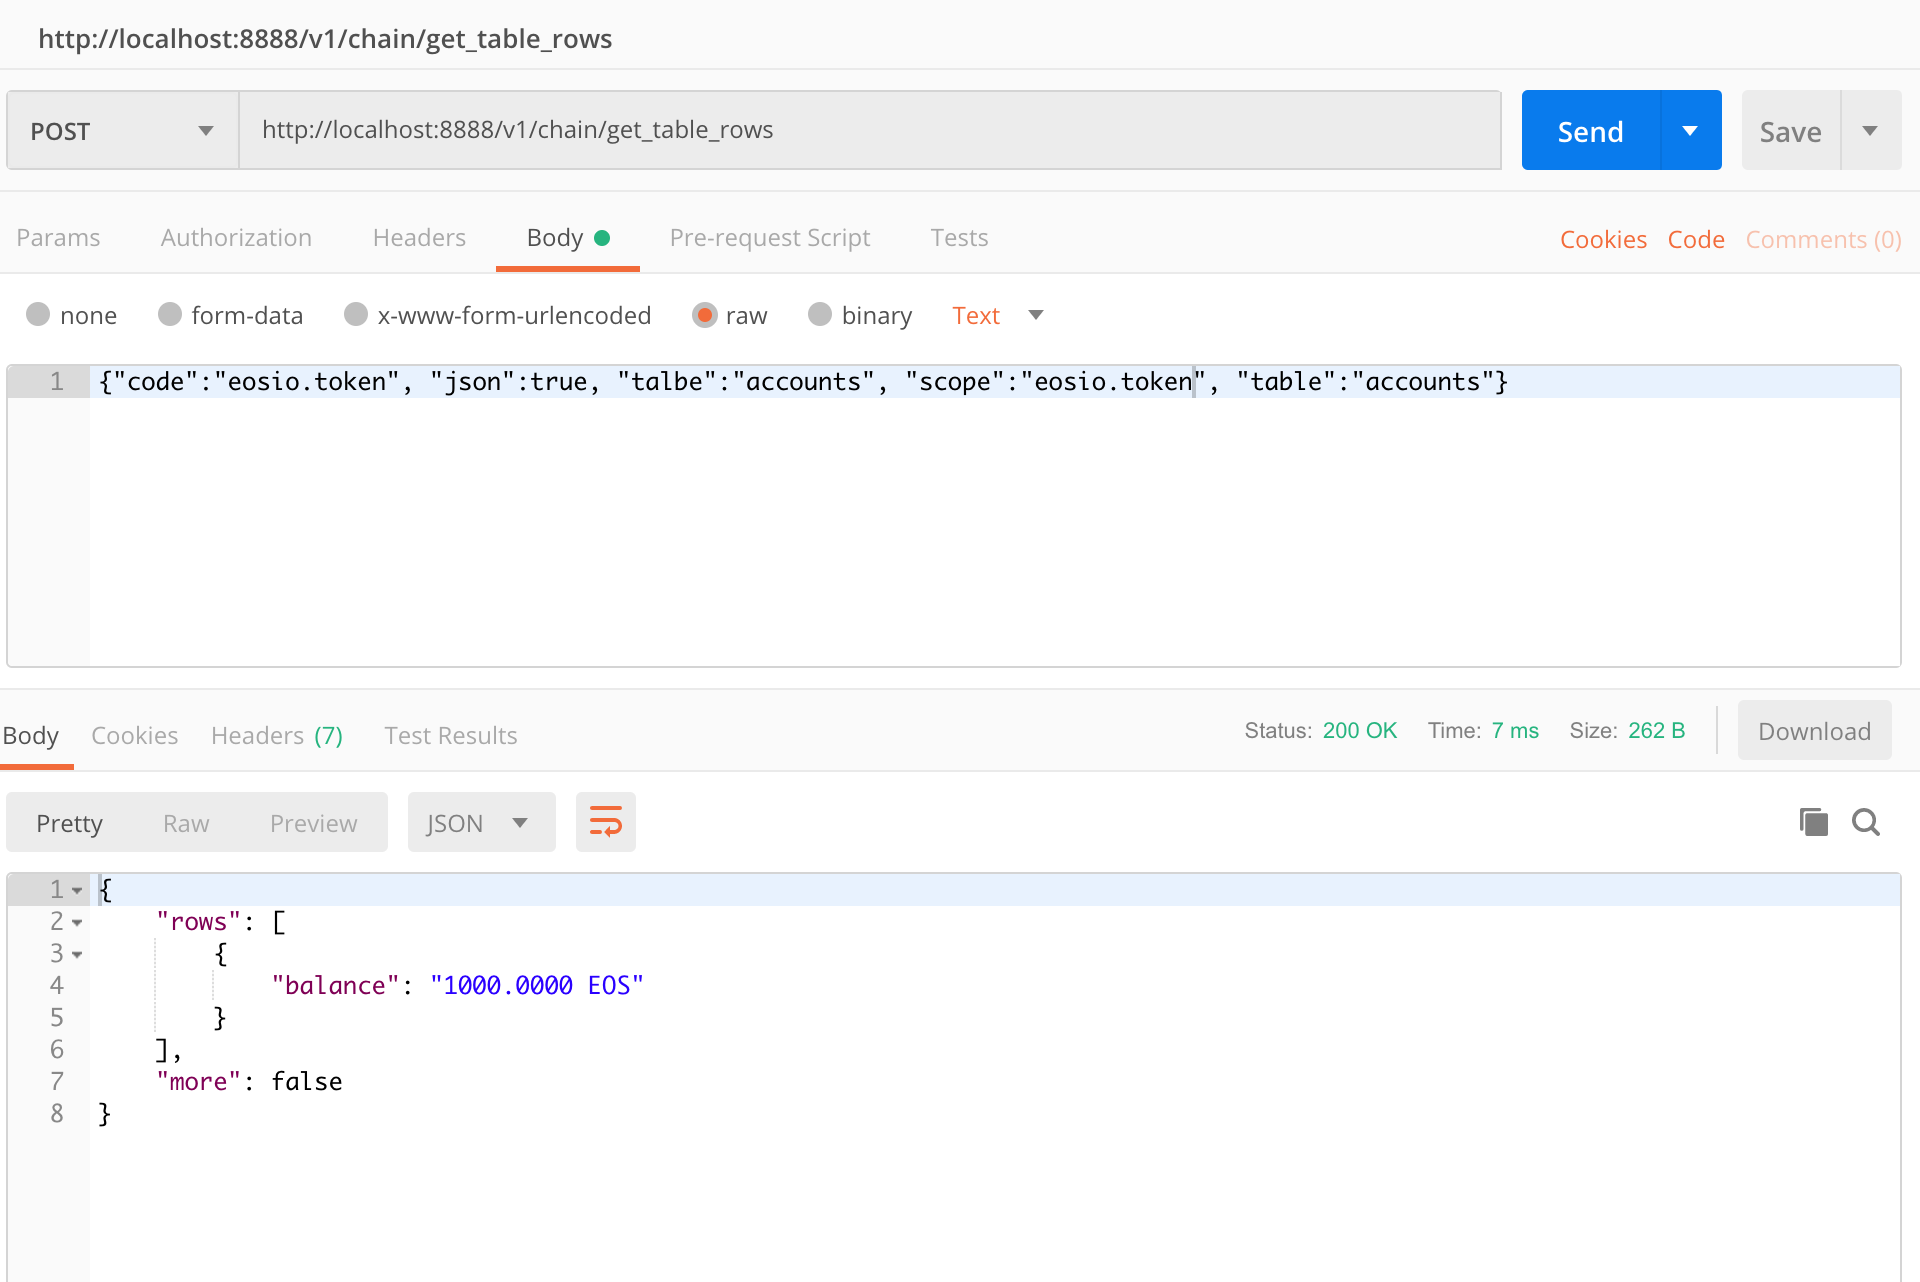 http://localhost:8888/v1/chain/get_table_rows
POST http://localhost:8888/v1/chain/get_table_rows Send Save
Params Authorization Headers Body Pre-request Script Tests Cookies Code Comments (0)
none form-data x-www-form-urlencoded raw binary Text
1 {"code":"eosio.token", "json":true, "talbe":"accounts", "scope":"eosio.token", "table":"accounts"}
Body Cookies Headers (7) Test Results Status: 200 OK Time: 7 ms Size: 262 B Download
Pretty Raw Preview JSON
1 {
2 "rows": [
3 {
4 "balance": "1000.0000 EOS"
5 }
6 ],
7 "more": false
8 }